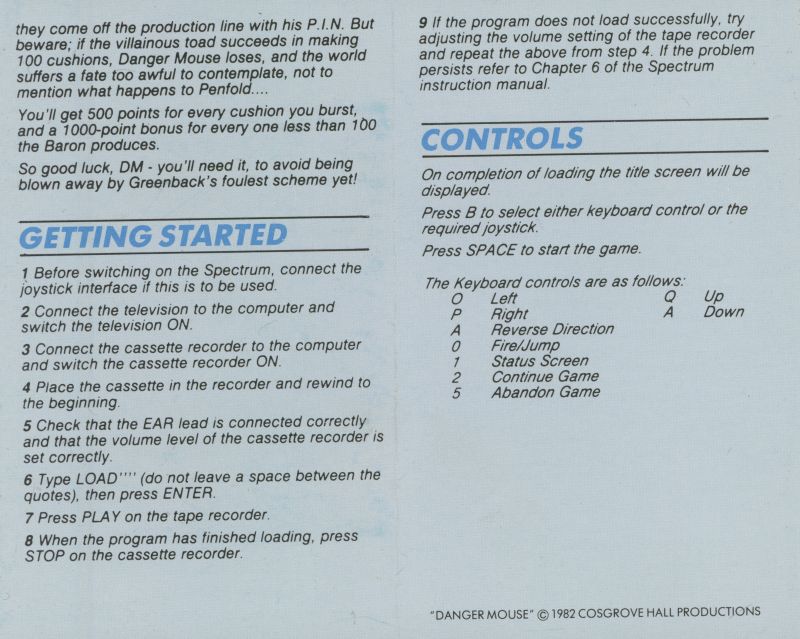 they come off the production line with his P.I.N. But
beware; if the villainous toad succeeds in making
100 cushions, Danger Mouse loses, and the world
suffers a fate too awful to contemplate, not to
mention what happens to Penfold....
You'll get 500 points for every cushion you burst,
and a 1000-point bonus for every one less than 100
the Baron produces.
So good luck, DM - you'll need it, to avoid being
blown away by Greenback's foulest scheme yet!
GETTING STARTED
1 Before switching on the Spectrum, connect the
joystick interface if this is to be used.
2 Connect the television to the computer and
switch the television ON.
3 Connect the cassette recorder to the computer
and switch the cassette recorder ON.
4 Place the cassette in the recorder and rewind to
the beginning.
5 Check that the EAR lead is connected correctly
and that the volume level of the cassette recorder is
set correctly.
6 Type LOAD'''' (do not leave a space between the
quotes), then press ENTER.
7 Press PLAY on the tape recorder.
8 When the program has finished loading, press
STOP on the cassette recorder.
9 If the program does not load successfully, try
adjusting the volume setting of the tape recorder
and repeat the above from step 4. If the problem
persists refer to Chapter 6 of the Spectrum
instruction manual.
CONTROLS
On completion of loading the title screen will be
displayed.
Press B to select either keyboard control or the
required joystick.
Press SPACE to start the game.
The Keyboard controls are as follows:
O Left Q Up
P Right A Down
A Reverse Direction
0 Fire/Jump
1 Status Screen
2 Continue Game
5 Abandon Game
"DANGER MOUSE" © 1982 COSGROVE HALL PRODUCTIONS